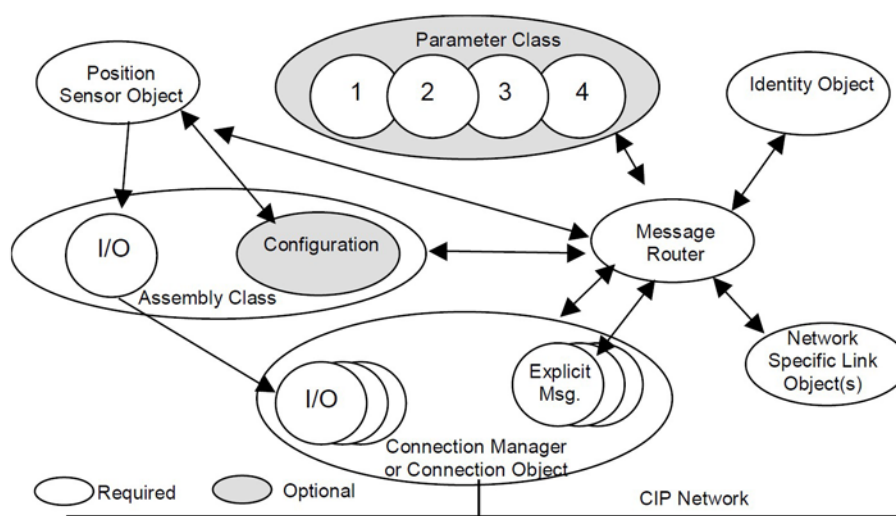 Parameter Class
1
2
3
4
Position
Sensor Object
Identity Object
I/O
Configuration
Assembly Class
Message
Router
Network
Specific Link
Object(s)
I/O
Explicit
Msg.
Connection Manager
or Connection Object
Required
Optional
CIP Network